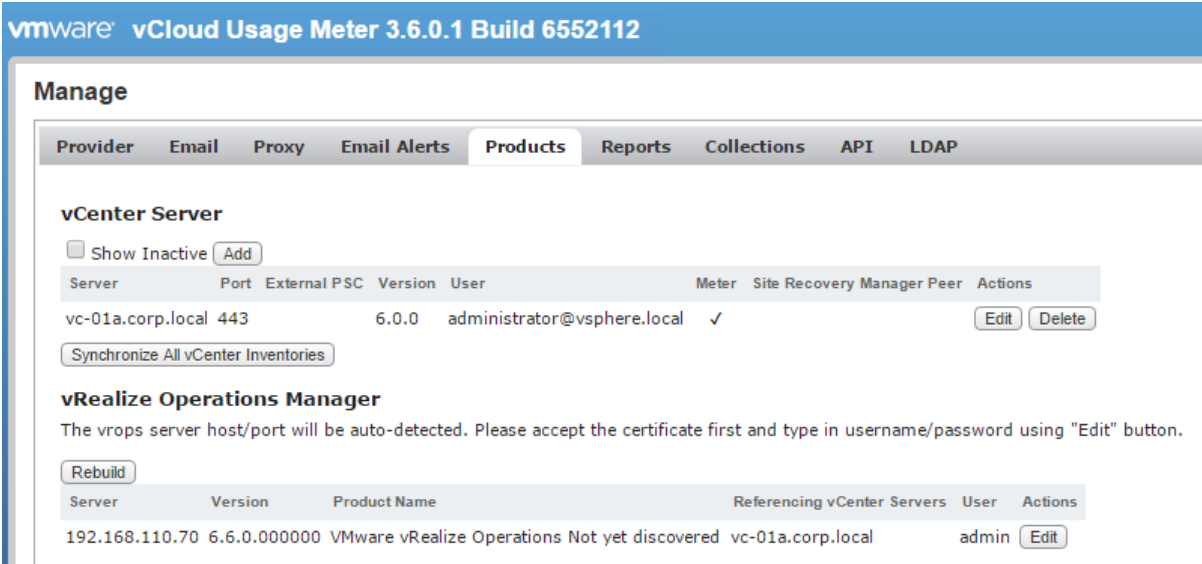 vmware vCloud Usage Meter 3.6.0.1 Build 6552112
Manage
Provider Email Proxy Email Alerts Products Reports Collections API LDAP
vCenter Server
Show Inactive Add
Server Port External PSC Version User Meter Site Recovery Manager Peer Actions
vc-01a.corp.local 443 6.0.0 administrator@vsphere.local ✓ Edit Delete
Synchronize All vCenter Inventories
vRealize Operations Manager
The vrops server host/port will be auto-detected. Please accept the certificate first and type in username/password using "Edit" button.
Rebuild
Server Version Product Name Referencing vCenter Servers User Actions
192.168.110.70 6.6.0.000000 VMware vRealize Operations Not yet discovered vc-01a.corp.local admin Edit